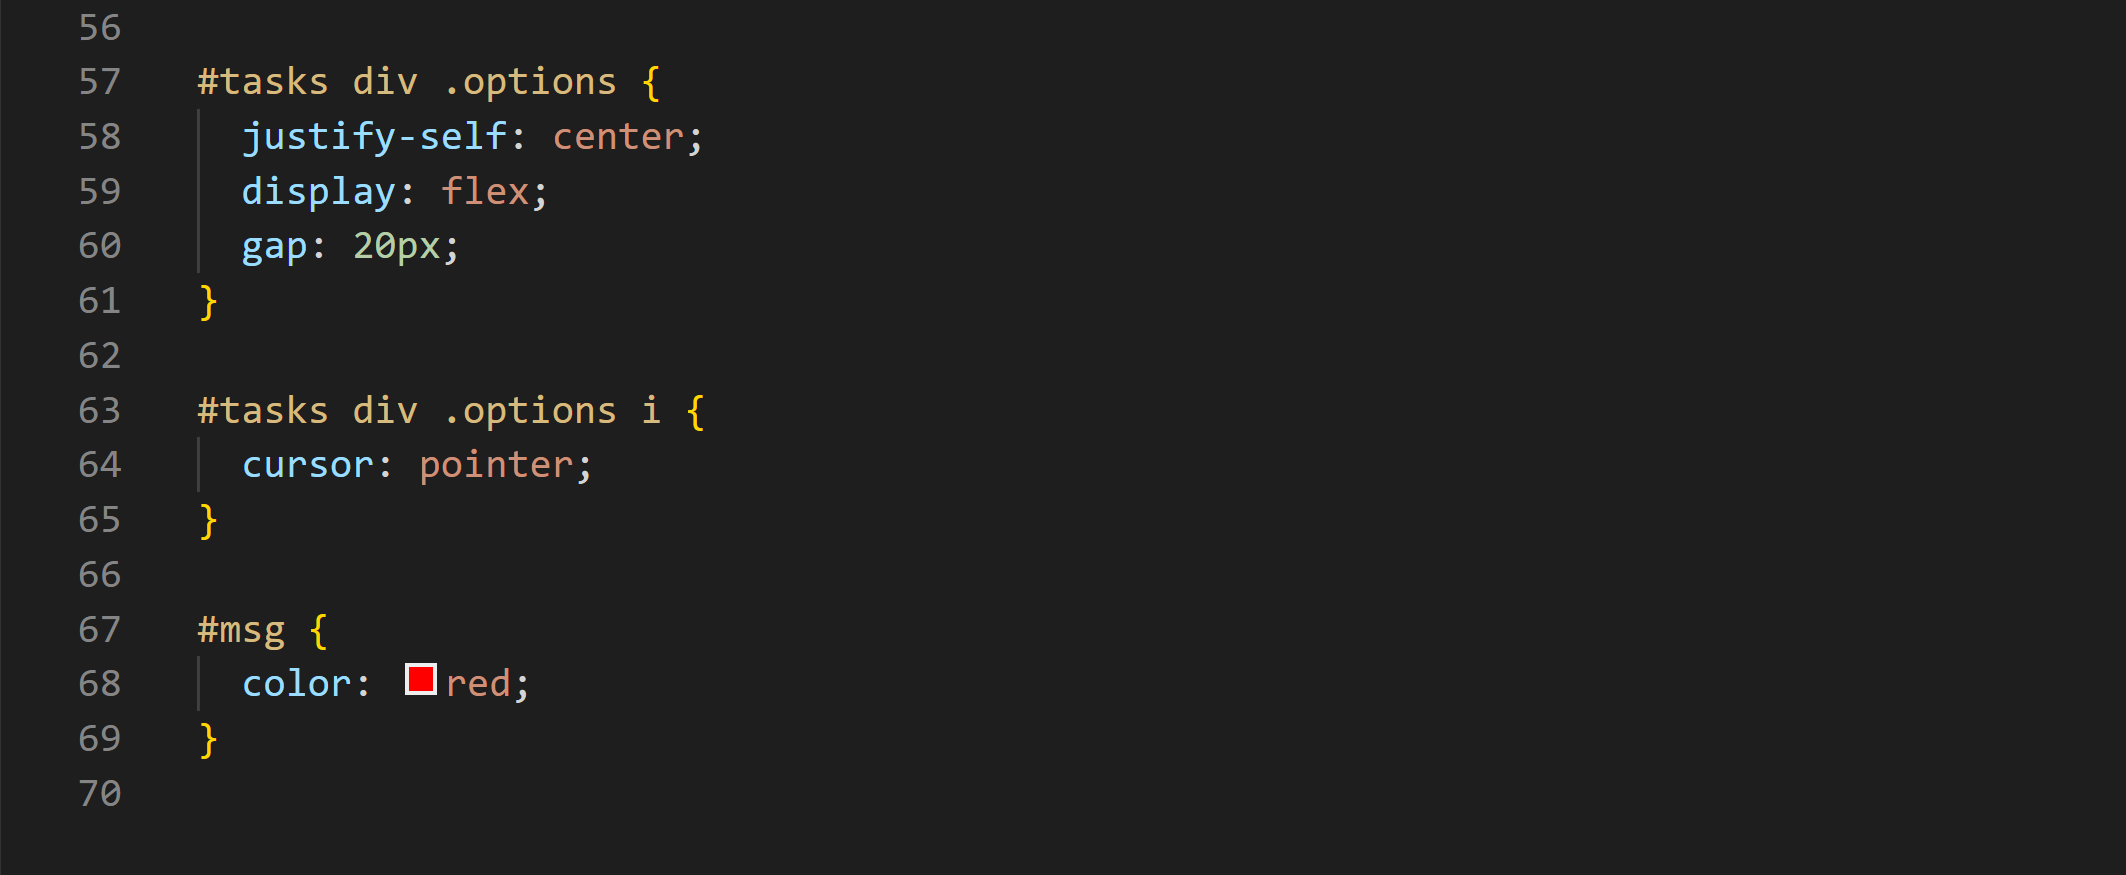 56
57 #tasks div .options {
58   justify-self: center;
59   display: flex;
60   gap: 20px;
61 }
62
63 #tasks div .options i {
64   cursor: pointer;
65 }
66
67 #msg {
68   color: red;
69 }
70